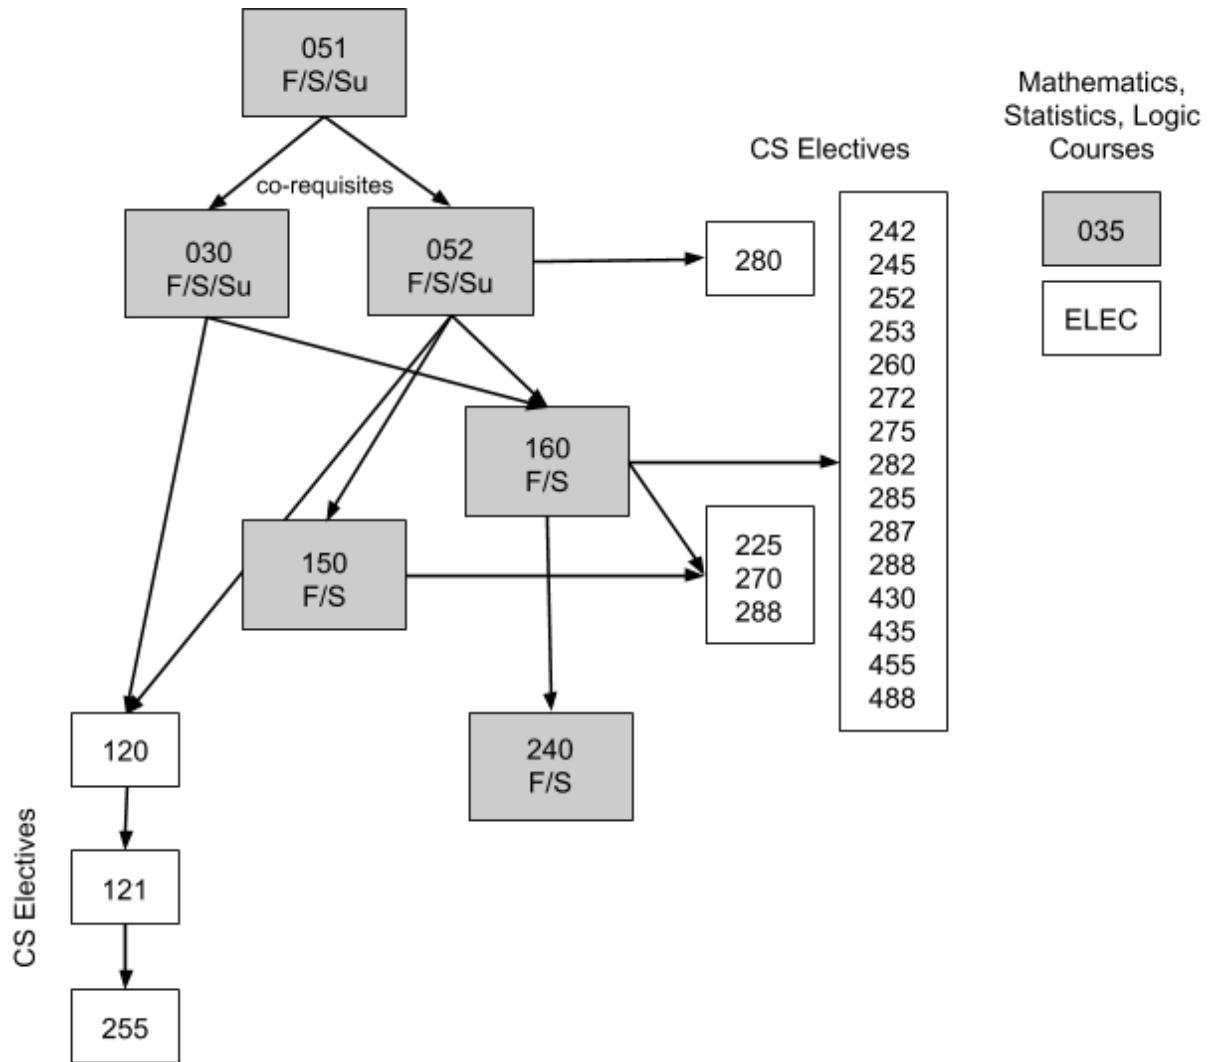 051
F/S/Su
co-requisites
030
F/S/Su
052
F/S/Su
CS Electives
280
242
245
252
253
260
272
275
282
285
287
288
430
435
455
488
Mathematics,
Statistics, Logic
Courses
035
ELEC
160
F/S
150
F/S
225
270
288
240
F/S
CS Electives
120
121
255